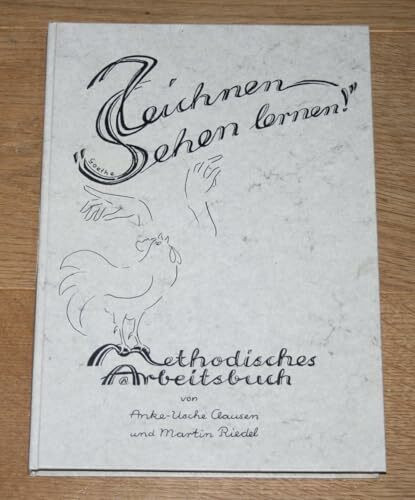 Zeichnen
"Sehen lernen!"
Goethe
Methodisches
Arbeitsbuch
von
Anke-Usche Clausen
und Martin Riedel